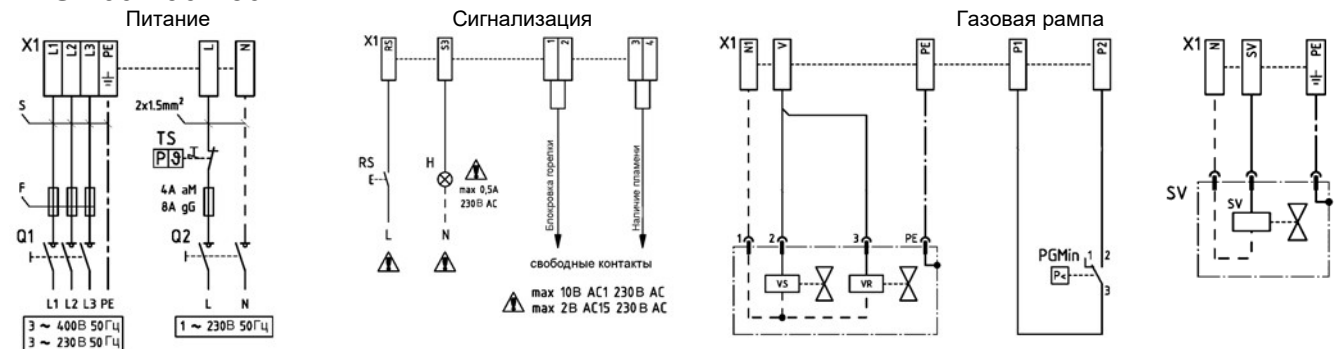 Питание
Сигнализация
Газовая рампа
X1
L1
L2
L3
PE
L
N
S
2x1.5mm²
TS
P
F
4A aM
8A gG
Q1
Q2
L1 L2 L3 PE
L
N
3 ~ 400В 50Гц
3 ~ 230В 50Гц
1 ~ 230В 50Гц
X1
RS
S3
1
2
3
4
RS
E
H
max 0,5A
230В AC
Блокровка горелки
Наличие пламени
L
N
свободные контакты
max 10В AC1 230В AC
max 2В AC15 230В AC
X1
N1
V
PE
P1
P2
1
2
3
PE
VS
VR
PGMin
1
2
P<
3
X1
N
SV
PE
SV
SV